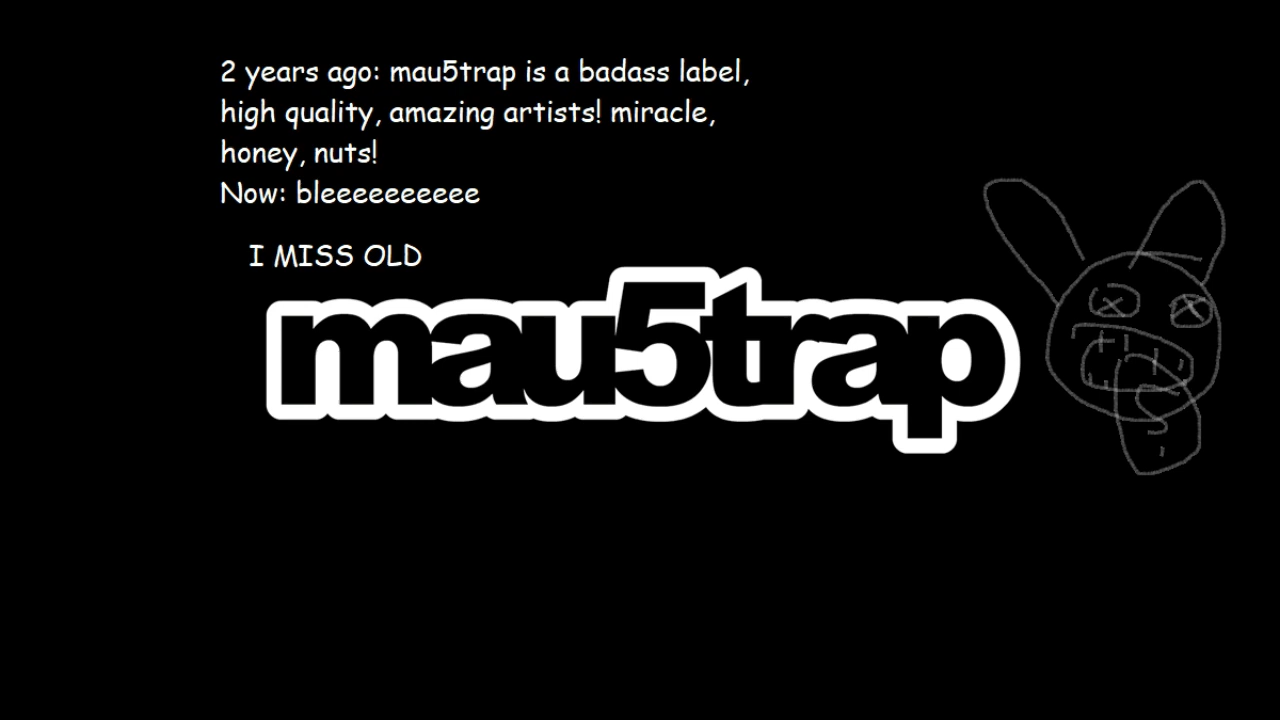 2 years ago: mau5trap is a badass label,
high quality, amazing artists! miracle,
honey, nuts!
Now: bleeeeeeeeee
I MISS OLD
mau5trap